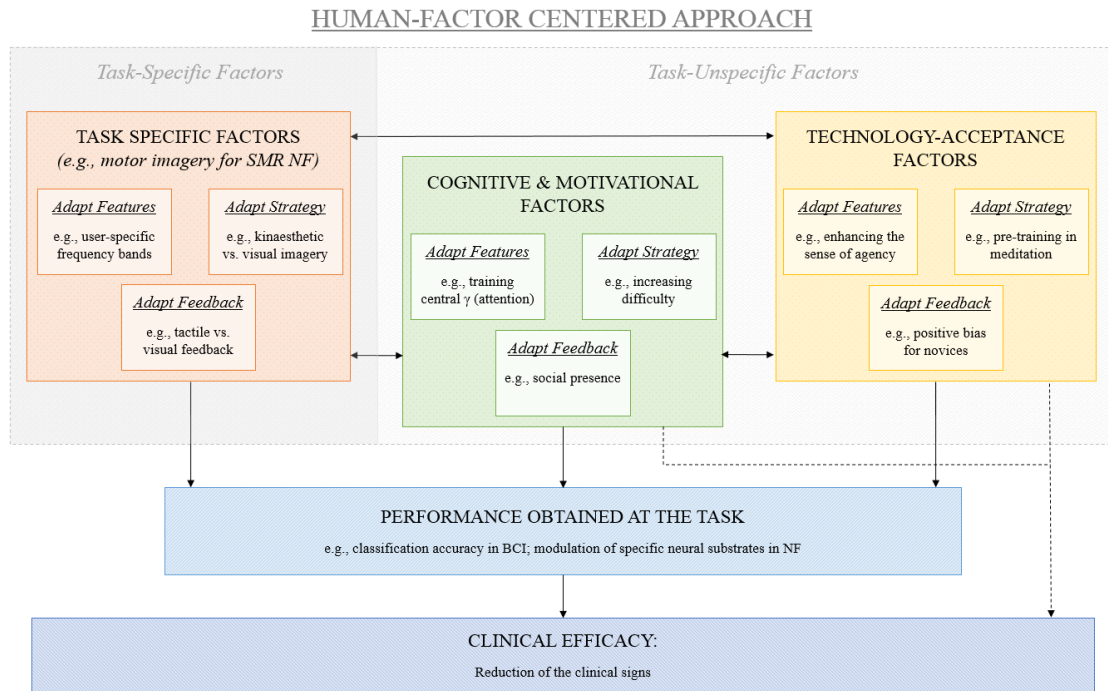 HUMAN-FACTOR CENTERED APPROACH
Task-Specific Factors
Task-Unspecific Factors
TASK SPECIFIC FACTORS
(e.g., motor imagery for SMR NF)
Adapt Features
e.g., user-specific
frequency bands
Adapt Strategy
e.g., kinaesthetic
vs. visual imagery
Adapt Feedback
e.g., tactile vs.
visual feedback
COGNITIVE & MOTIVATIONAL
FACTORS
Adapt Features
e.g., training
central γ (attention)
Adapt Strategy
e.g., increasing
difficulty
Adapt Feedback
e.g., social presence
TECHNOLOGY-ACCEPTANCE
FACTORS
Adapt Features
e.g., enhancing the
sense of agency
Adapt Strategy
e.g., pre-training in
meditation
Adapt Feedback
e.g., positive bias
for novices
PERFORMANCE OBTAINED AT THE TASK
e.g., classification accuracy in BCI; modulation of specific neural substrates in NF
CLINICAL EFFICACY:
Reduction of the clinical signs